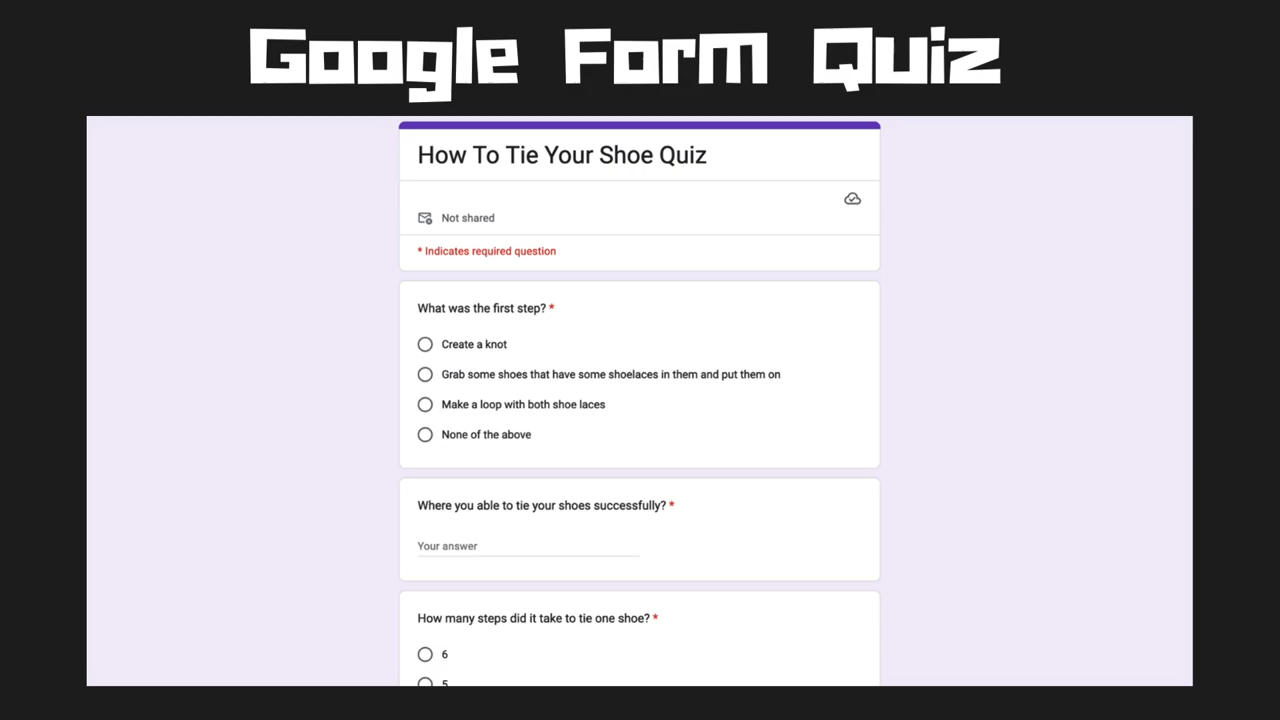 Google Form Quiz
How To Tie Your Shoe Quiz
Not shared
* Indicates required question
What was the first step? *
Create a knot
Grab some shoes that have some shoelaces in them and put them on
Make a loop with both shoe laces
None of the above
Where you able to tie your shoes successfully? *
Your answer
How many steps did it take to tie one shoe? *
6
5